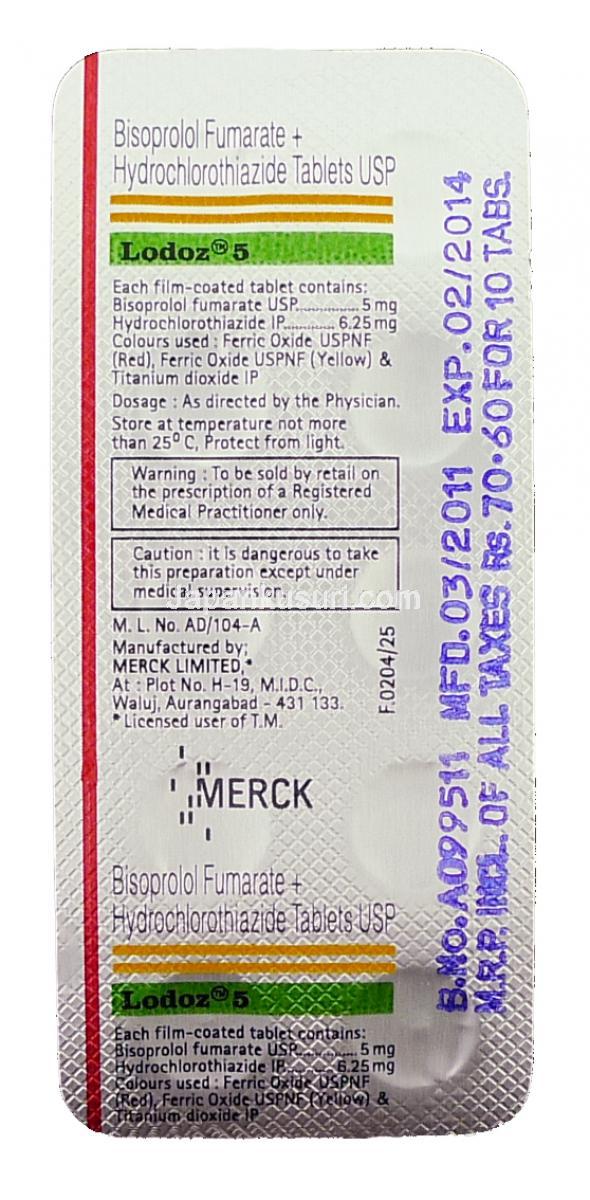 Bisoprolol Fumarate +
Hydrochlorothiazide Tablets USP
Lodoz™ 5
Each film-coated tablet contains:
Bisoprolol fumarate USP............... 5 mg
Hydrochlorothiazide IP............ 6.25 mg
Colours used : Ferric Oxide USPNF
(Red), Ferric Oxide USPNF (Yellow) &
Titanium dioxide IP
Dosage : As directed by the Physician.
Store at temperature not more
than 25⁰ C, Protect from light.
Warning : To be sold by retail on
the prescription of a Registered
Medical Practitioner only.
Caution : it is dangerous to take
this preparation except under
medical supervision.
Japankusuri.com
M. L. No. AD/104-A
Manufactured by;
MERCK LIMITED,*
At : Plot No. H-19, M.I.D.C.,
Waluj, Aurangabad - 431 133.
* Licensed user of T.M.
F.0204/25
MERCK
Bisoprolol Fumarate +
Hydrochlorothiazide Tablets USP
Lodoz™ 5
Each film-coated tablet contains:
Bisoprolol fumarate USP............... 5 mg
Hydrochlorothiazide IP............ 6.25 mg
Colours used : Ferric Oxide USPNF
(Red), Ferric Oxide USPNF (Yellow) &
Titanium dioxide IP
B.NO.A099511 MFD.03/2011 EXP.02/2014
M.R.P. INCL. OF ALL TAXES Rs.70.60 FOR 10 TABS.